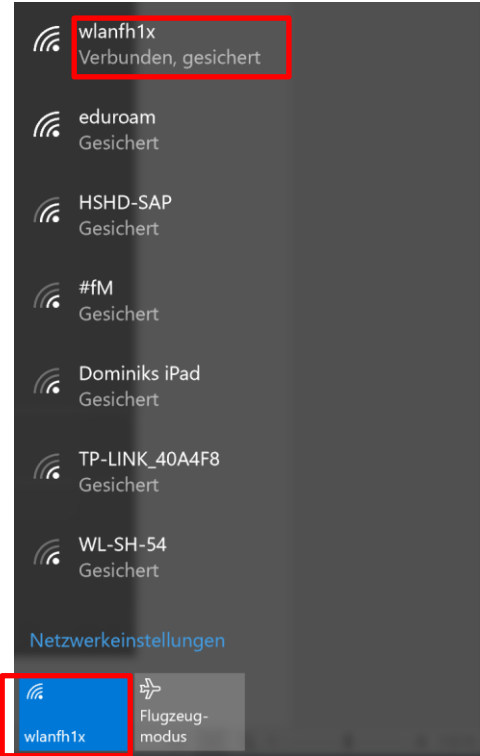 wlanfh1x
Verbunden, gesichert
eduroam
Gesichert
HSHD-SAP
Gesichert
#fM
Gesichert
Dominiks iPad
Gesichert
TP-LINK_40A4F8
Gesichert
WL-SH-54
Gesichert
Netzwerkeinstellungen
wlanfh1x
Flugzeug-
modus